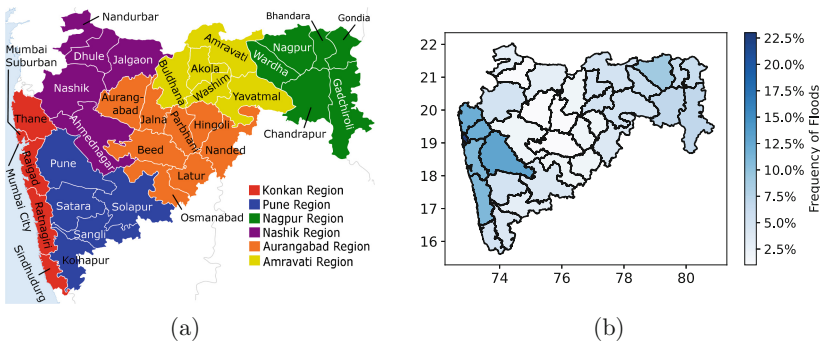 Nandurbar
Mumbai
Suburban
Dhule
Jalgaon
Nashik
Thane
Ahmednagar
Aurang-
abad
Jalna
Parbhani
Hingoli
Beed
Nanded
Latur
Osmanabad
Buldhana
Akola
Amravati
Washim
Yavatmal
Wardha
Nagpur
Bhandara
Gondia
Gadchiroli
Chandrapur
Pune
Raigad
Mumbai City
Satara
Solapur
Ratnagiri
Sangli
Kolhapur
Sindhudurg
Konkan Region
Pune Region
Nagpur Region
Nashik Region
Aurangabad Region
Amravati Region
(a)
22
21
20
19
18
17
16
74
76
78
80
22.5%
20.0%
17.5%
15.0%
12.5%
10.0%
7.5%
5.0%
2.5%
Frequency of Floods
(b)